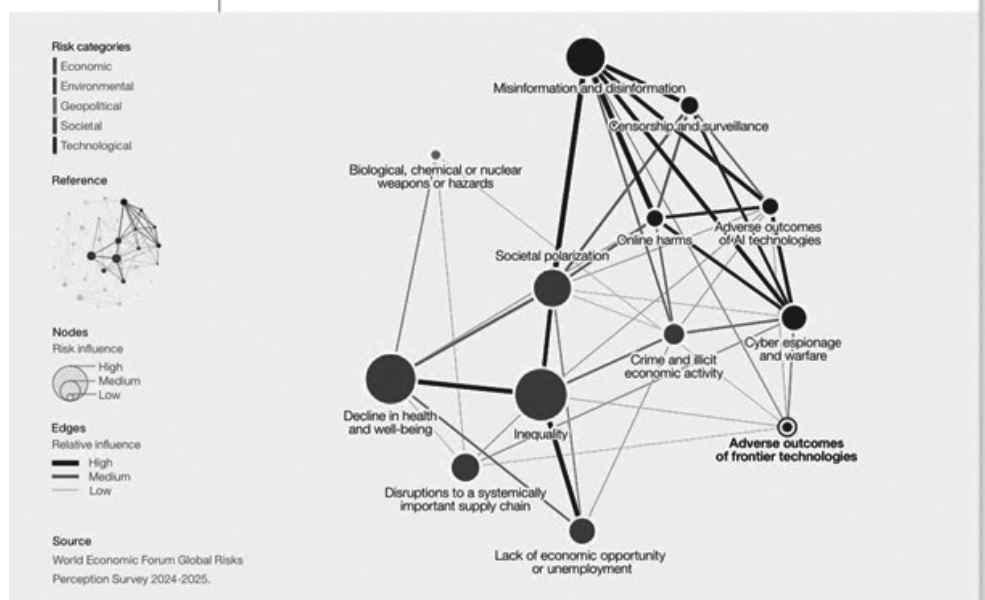 Risk categories
Economic
Environmental
Geopolitical
Societal
Technological
Reference
Nodes
Risk influence
High
Medium
Low
Edges
Relative influence
High
Medium
Low
Source
World Economic Forum Global Risks
Perception Survey 2024-2025.
Misinformation and disinformation
Censorship and surveillance
Biological, chemical or nuclear
weapons or hazards
Online harms
Adverse outcomes
of AI technologies
Societal polarization
Cyber espionage
and warfare
Crime and illicit
economic activity
Decline in health
and well-being
Inequality
Adverse outcomes
of frontier technologies
Disruptions to a systemically
important supply chain
Lack of economic opportunity
or unemployment